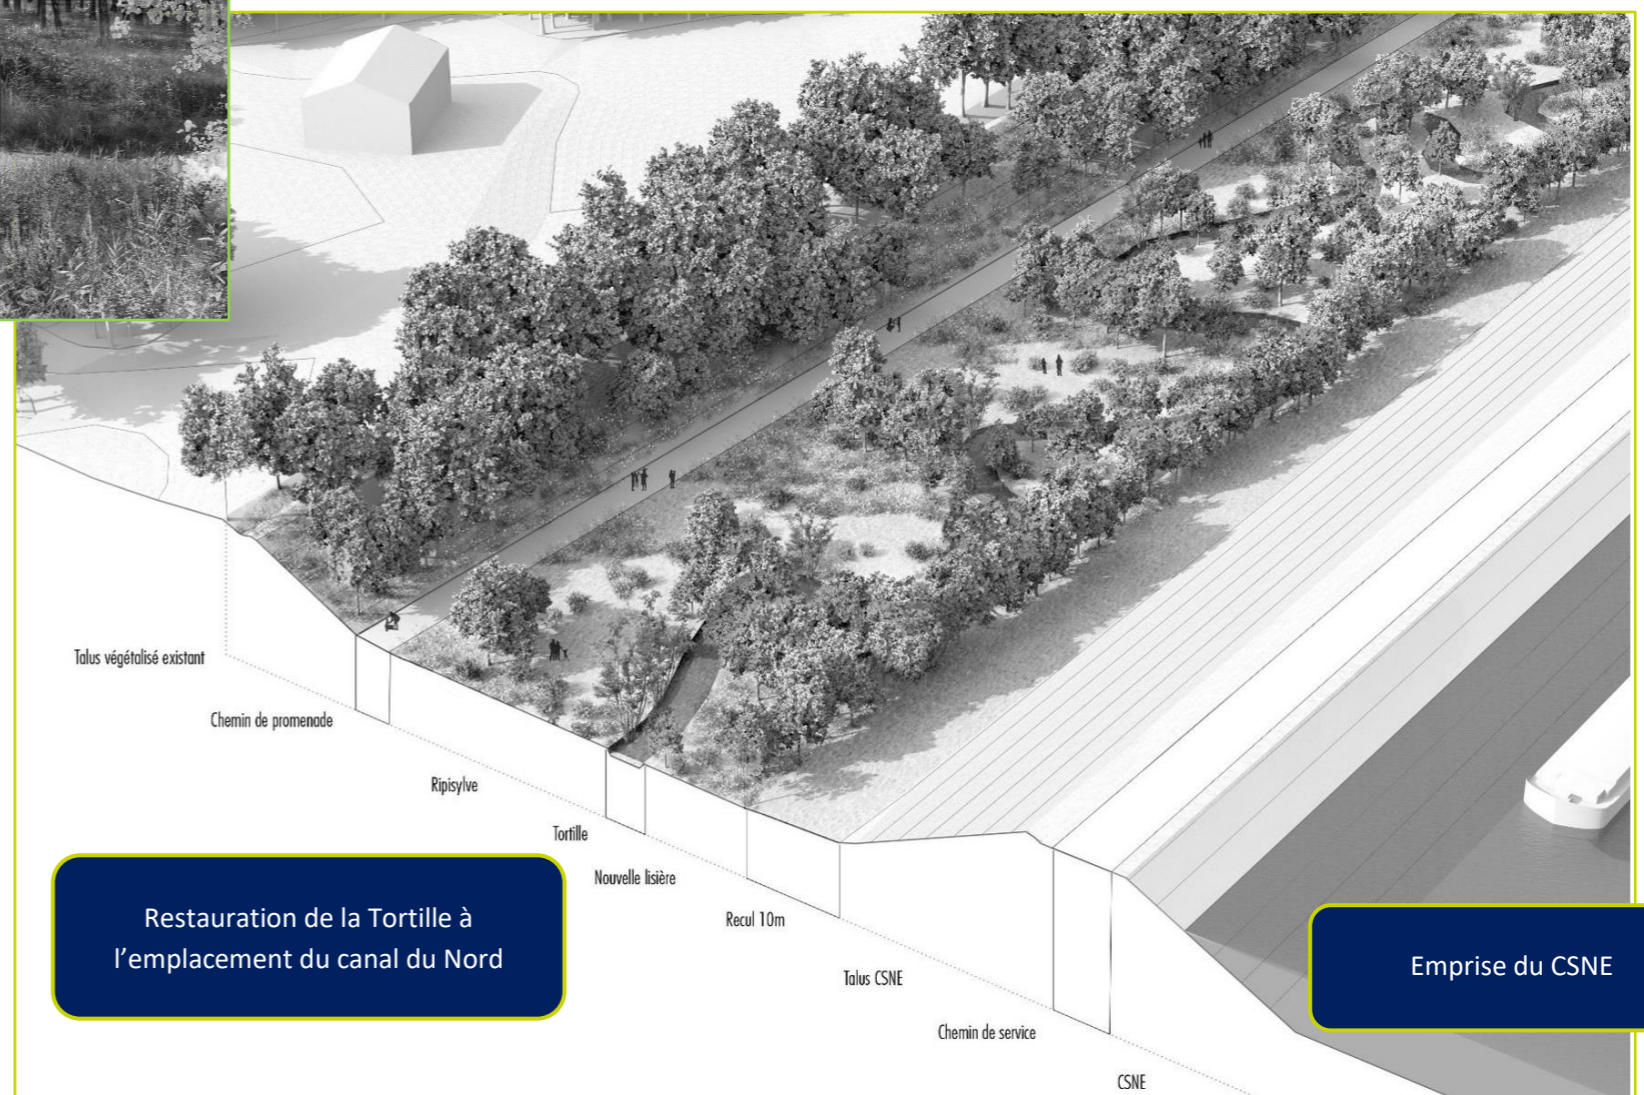 Talus végétalisé existant
Chemin de promenade
Ripisylve
Tortille
Nouvelle lisière
Recul 10m
Talus CSNE
Chemin de service
CSNE
Restauration de la Tortille à
l’emplacement du canal du Nord
Emprise du CSNE